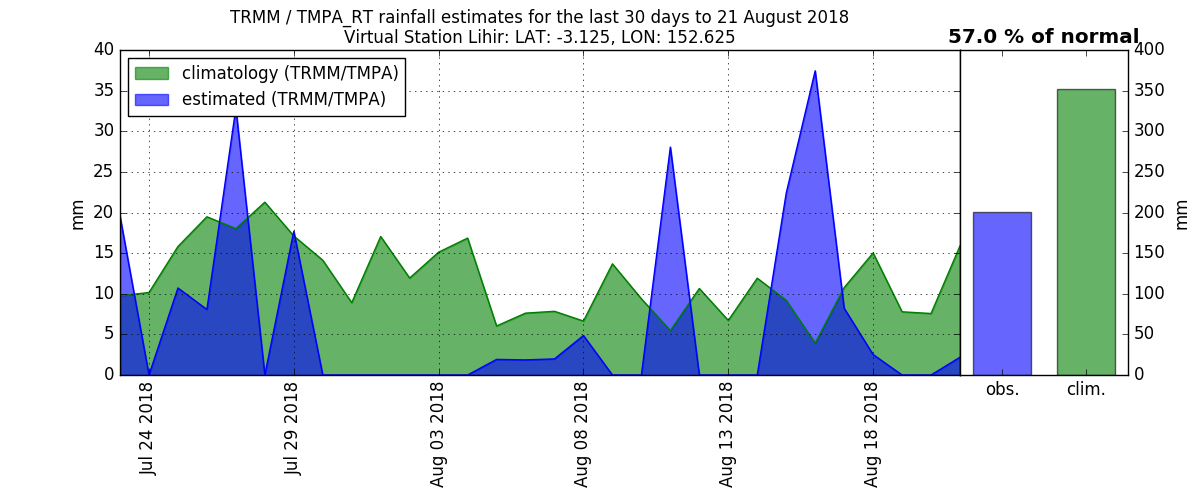 TRMM / TMPA_RT rainfall estimates for the last 30 days to 21 August 2018
Virtual Station Lihir: LAT: -3.125, LON: 152.625
57.0 % of normal
climatology (TRMM/TMPA)
estimated (TRMM/TMPA)
mm
40
35
30
25
20
15
10
5
0
Jul 24 2018
Jul 29 2018
Aug 03 2018
Aug 08 2018
Aug 13 2018
Aug 18 2018
obs.
clim.
400
350
300
250
200
150
100
50
0
mm